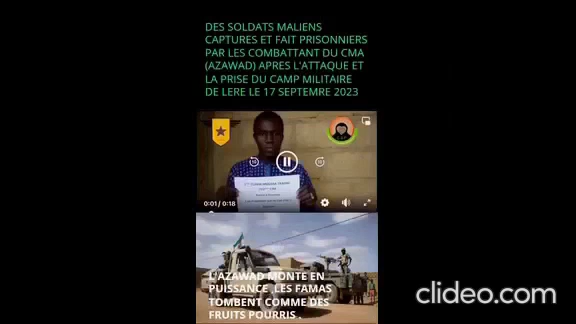 DES SOLDATS MALIENS
CAPTURES ET FAIT PRISONNIERS
PAR LES COMBATTANT DU CMA
(AZAWAD) APRES L'ATTAQUE ET
LA PRISE DU CAMP MILITAIRE
DE LERE LE 17 SEPTEMRE 2023
10
10
0:01 / 0:18
L'AZAWAD MONTE EN
PUISSANCE ,LES FAMAS
TOMBENT COMME DES
FRUITS POURRIS .
clideo.com